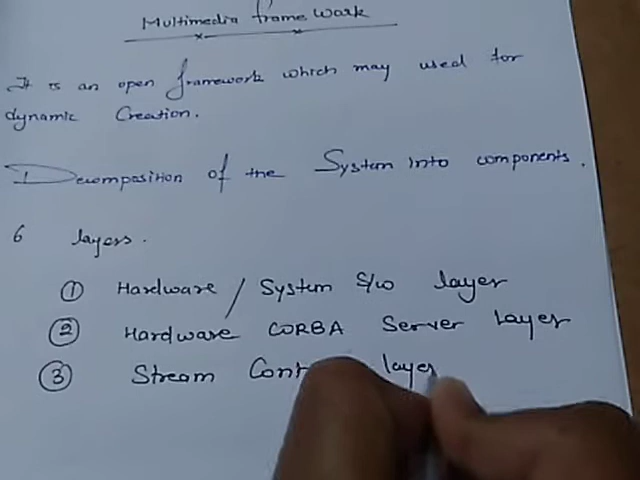 Multimedia frame work
It is an open framework which may used for
dynamic Creation.
Decomposition of the System into components.
6 layers.
① Hardware / System S/W layer
② Hardware CORBA Server layer
③ Stream Cont layer